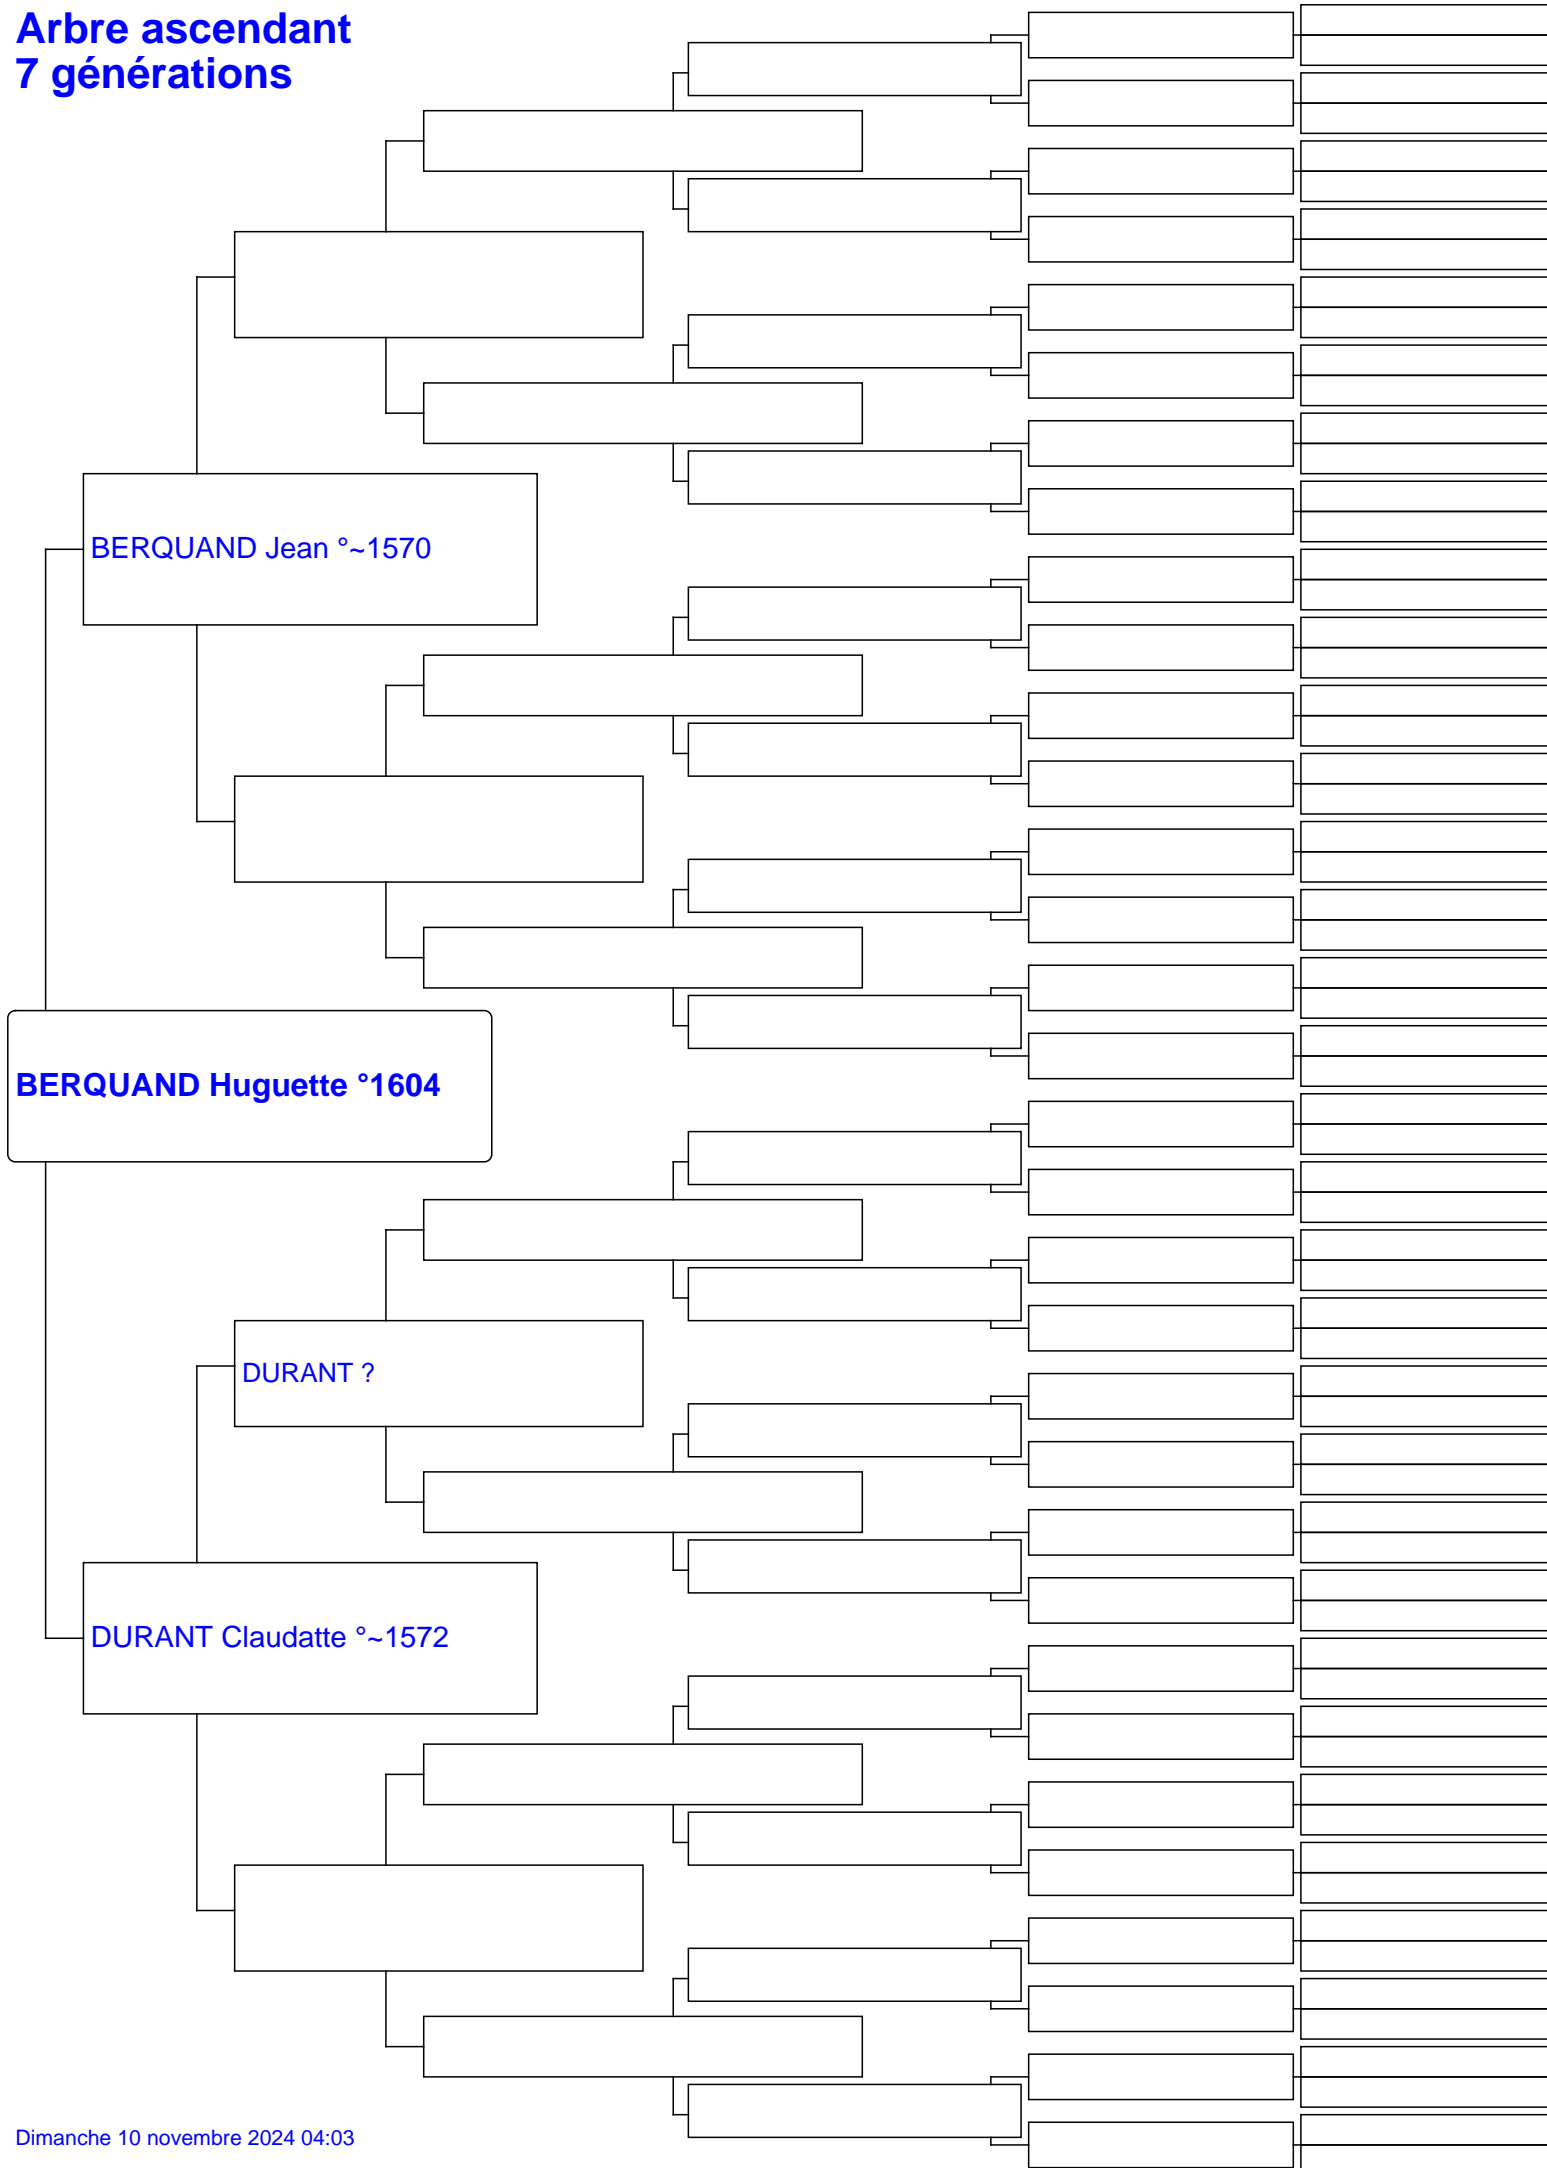 Arbre ascendant
7 générations
BERQUAND Jean °~1570
BERQUAND Huguette °1604
DURANT ?
DURANT Claudatte °~1572
Dimanche 10 novembre 2024 04:03